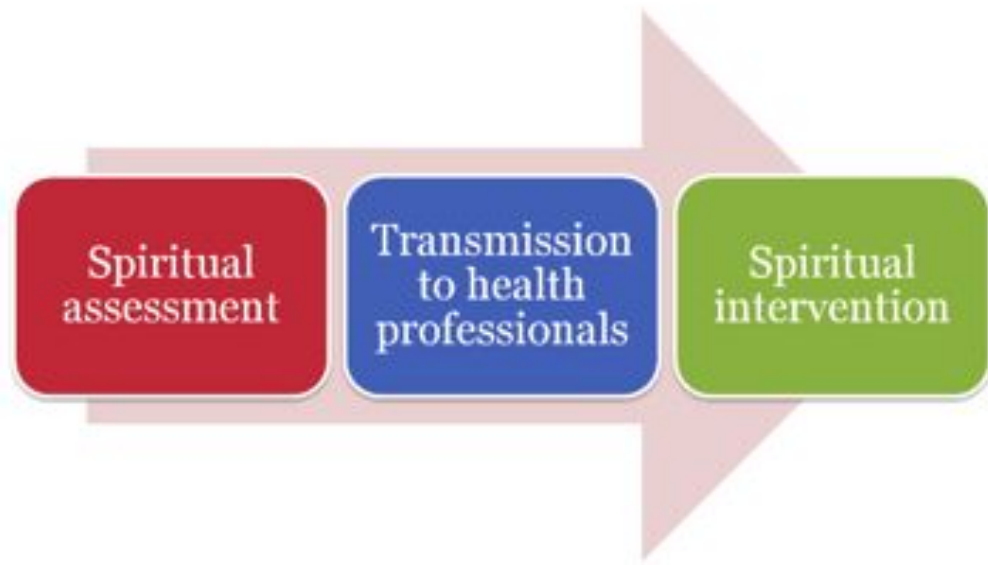 Spiritual
assessment
Transmission
to health
professionals
Spiritual
intervention